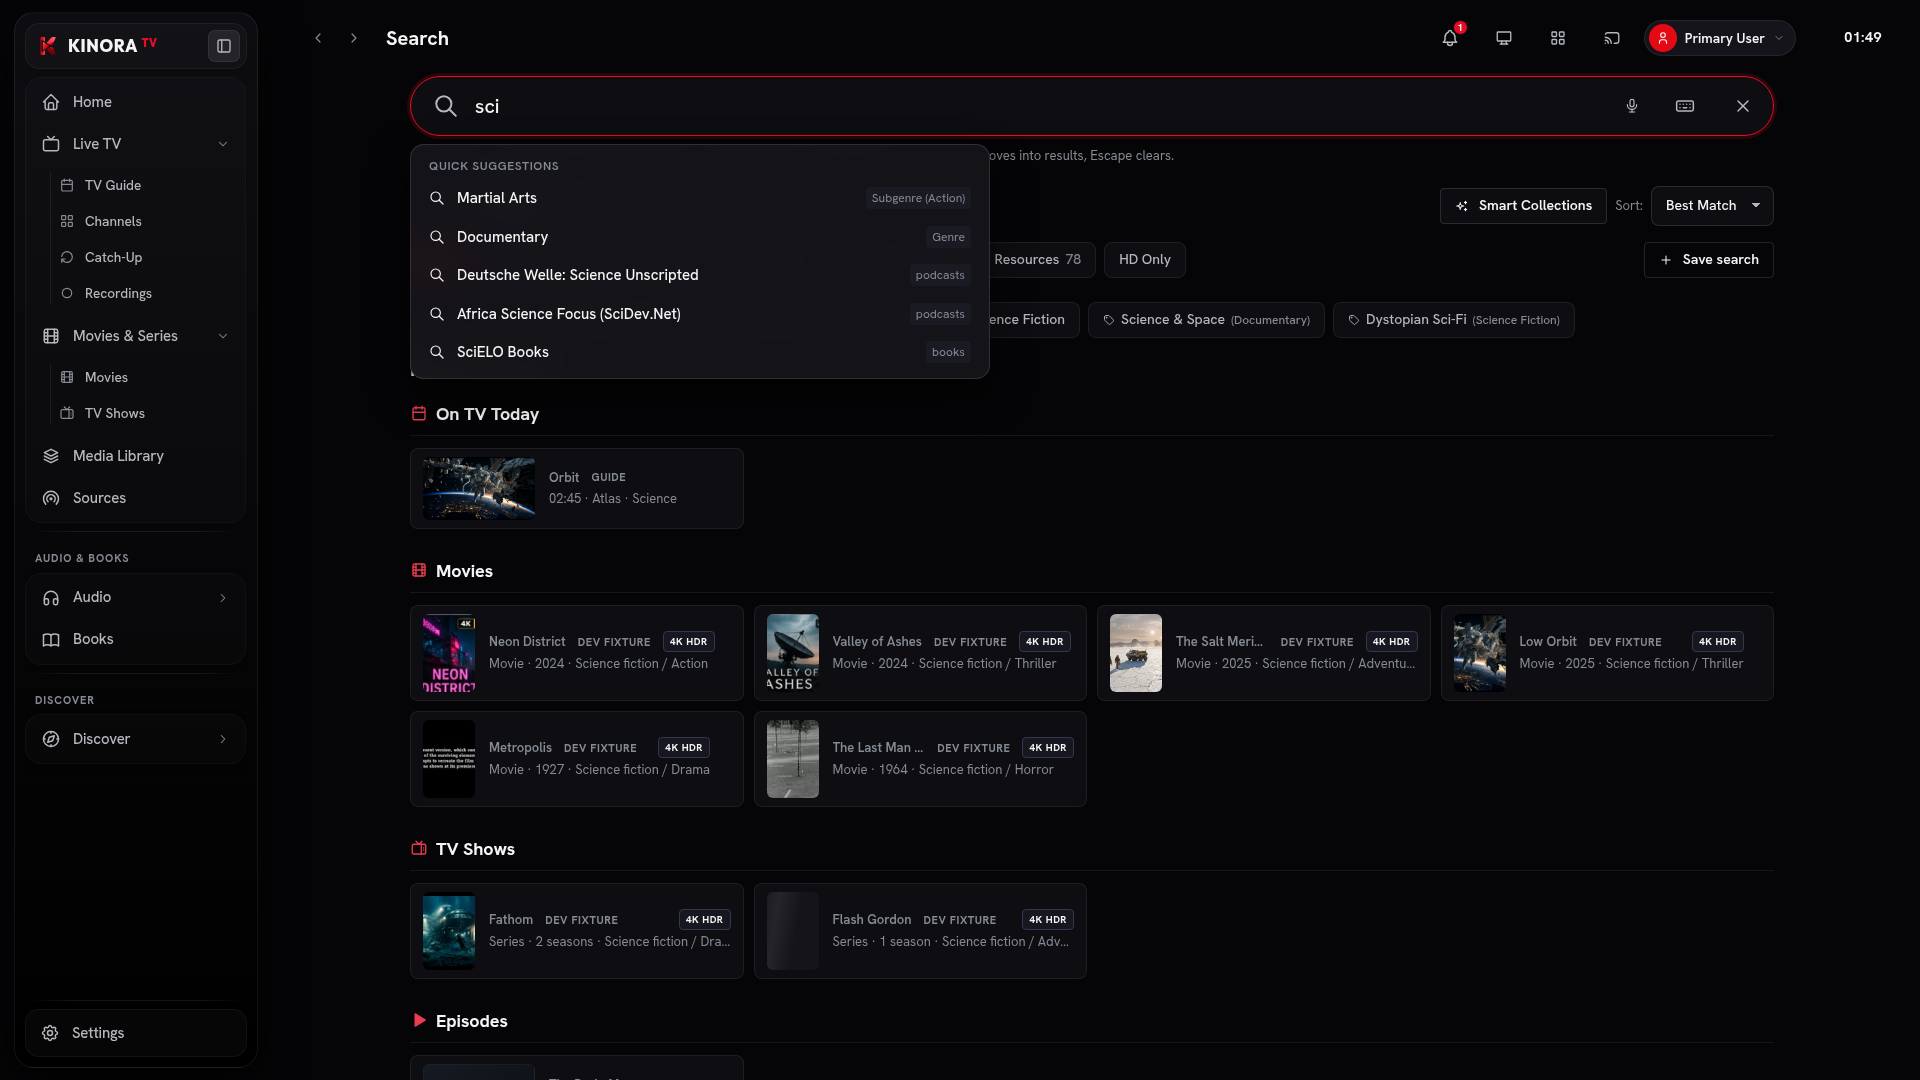 KINORA TV
Home
Live TV
TV Guide
Channels
Catch-Up
Recordings
Movies & Series
Movies
TV Shows
Media Library
Sources
AUDIO & BOOKS
Audio
Books
DISCOVER
Discover
Settings
Search
1
Primary User
01:49
sci
oves into results, Escape clears.
QUICK SUGGESTIONS
Martial Arts Subgenre (Action)
Documentary Genre
Deutsche Welle: Science Unscripted podcasts
Africa Science Focus (SciDev.Net) podcasts
SciELO Books books
Smart Collections Sort: Best Match
Resources 78 HD Only Save search
ence Fiction Science & Space (Documentary) Dystopian Sci-Fi (Science Fiction)
On TV Today
Orbit GUIDE
02:45 · Atlas · Science
Movies
4K
NEON
DISTRICT
Neon District DEV FIXTURE 4K HDR
Movie · 2024 · Science fiction / Action
ALLEY OF
ASHES
Valley of Ashes DEV FIXTURE 4K HDR
Movie · 2024 · Science fiction / Thriller
The Salt Meri... DEV FIXTURE 4K HDR
Movie · 2025 · Science fiction / Adventu...
Low Orbit DEV FIXTURE 4K HDR
Movie · 2025 · Science fiction / Thriller
Metropolis DEV FIXTURE 4K HDR
Movie · 1927 · Science fiction / Drama
The Last Man ... DEV FIXTURE 4K HDR
Movie · 1964 · Science fiction / Horror
TV Shows
Fathom DEV FIXTURE 4K HDR
Series · 2 seasons · Science fiction / Dra...
Flash Gordon DEV FIXTURE 4K HDR
Series · 1 season · Science fiction / Adv...
Episodes